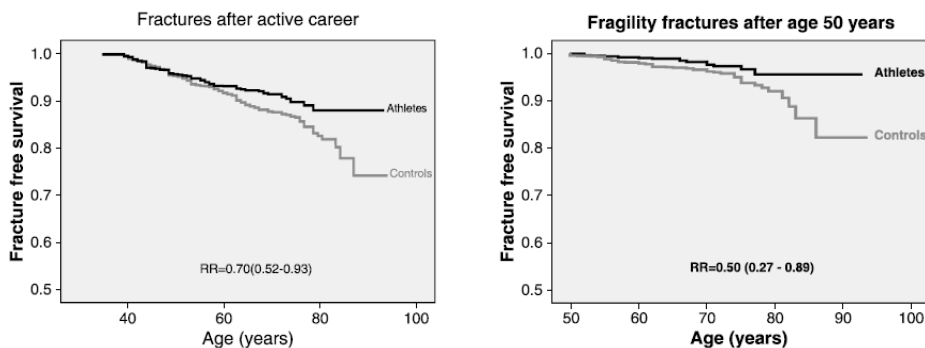 Fractures after active career
1.0
0.9
0.8
0.7
0.6
0.5
Fracture free survival
Athletes
Controls
RR=0.70(0.52-0.93)
40
60
80
100
Age (years)
Fragility fractures after age 50 years
1.0
0.9
0.8
0.7
0.6
0.5
Fracture free survival
Athletes
Controls
RR=0.50 (0.27 - 0.89)
50
60
70
80
90
100
Age (years)